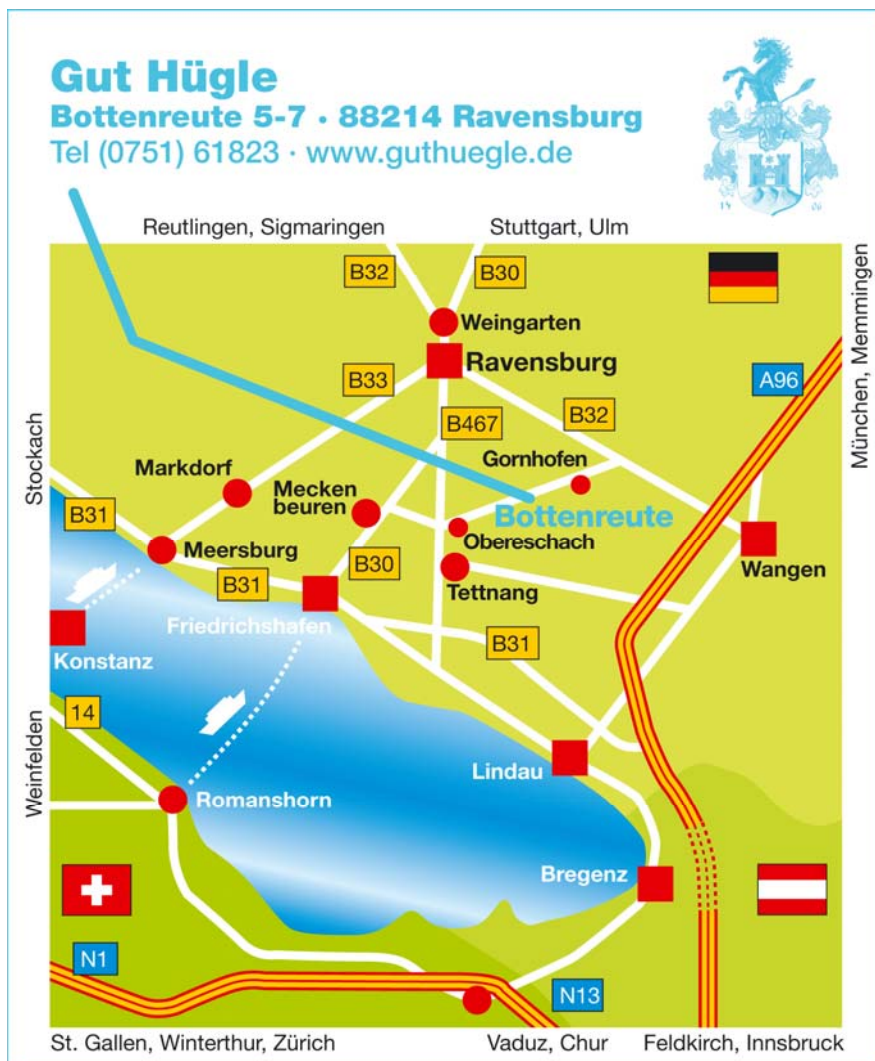 Gut Hügle
Bottenreute 5-7 · 88214 Ravensburg
Tel (0751) 61823 · www.guthuegle.de
14 06
Reutlingen, Sigmaringen
Stuttgart, Ulm
München, Memmingen
B32
B30
Weingarten
Ravensburg
B33
A96
B467
B32
Stockach
Markdorf
Gornhofen
Mecken
beuren
Bottenreute
B31
Obereschach
Meersburg
B30
Wangen
B31
Tettnang
Friedrichshafen
B31
Konstanz
14
Weinfelden
Lindau
Romanshorn
Bregenz
N1
N13
St. Gallen, Winterthur, Zürich
Vaduz, Chur
Feldkirch, Innsbruck